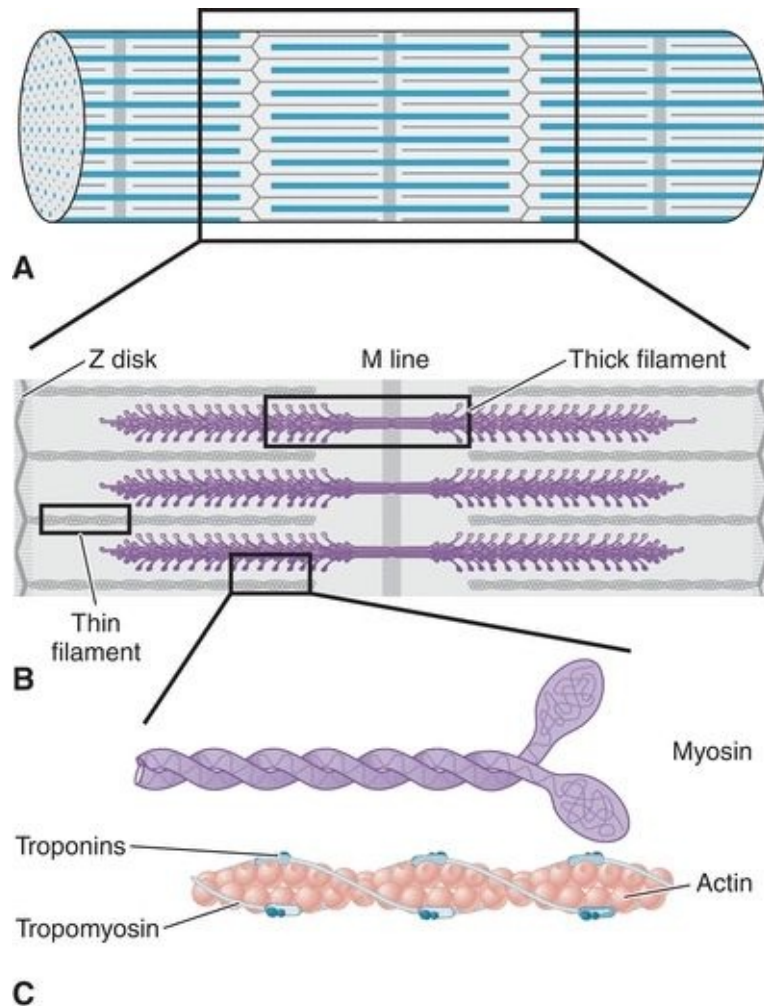 A
Z disk
M line
Thick filament
Thin
filament
B
Myosin
Troponins
Actin
Tropomyosin
C